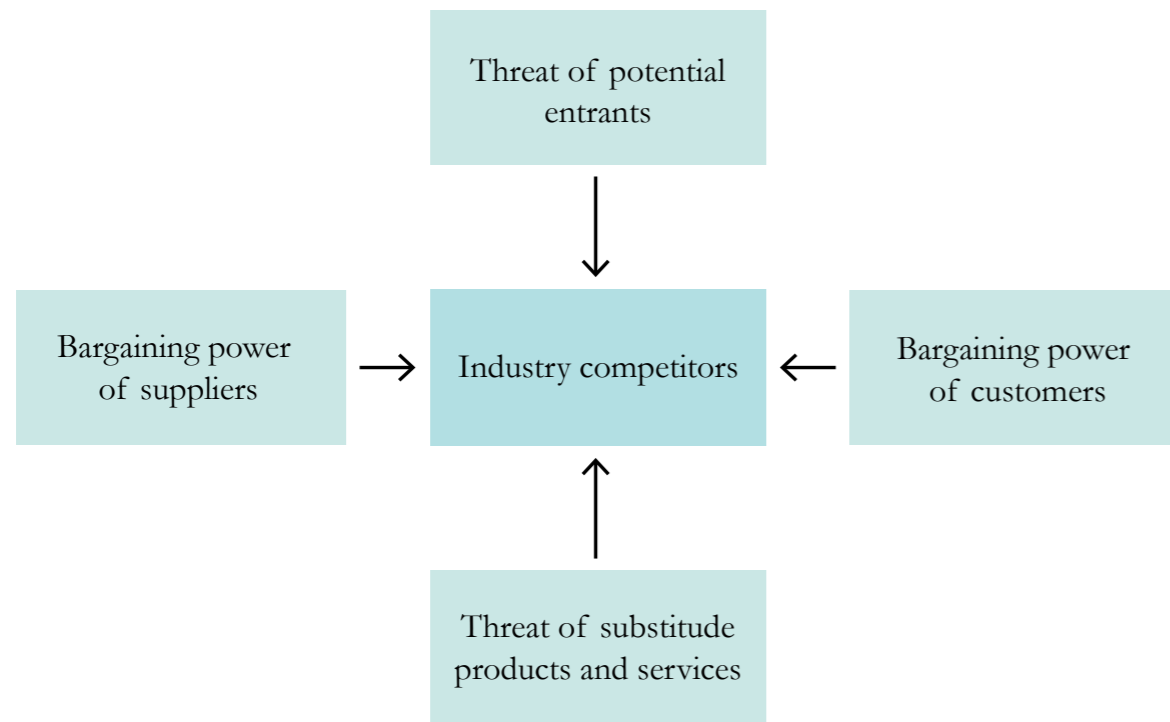 Threat of potential
entrants
Bargaining power
of suppliers
Industry competitors
Bargaining power
of customers
Threat of substitude
products and services